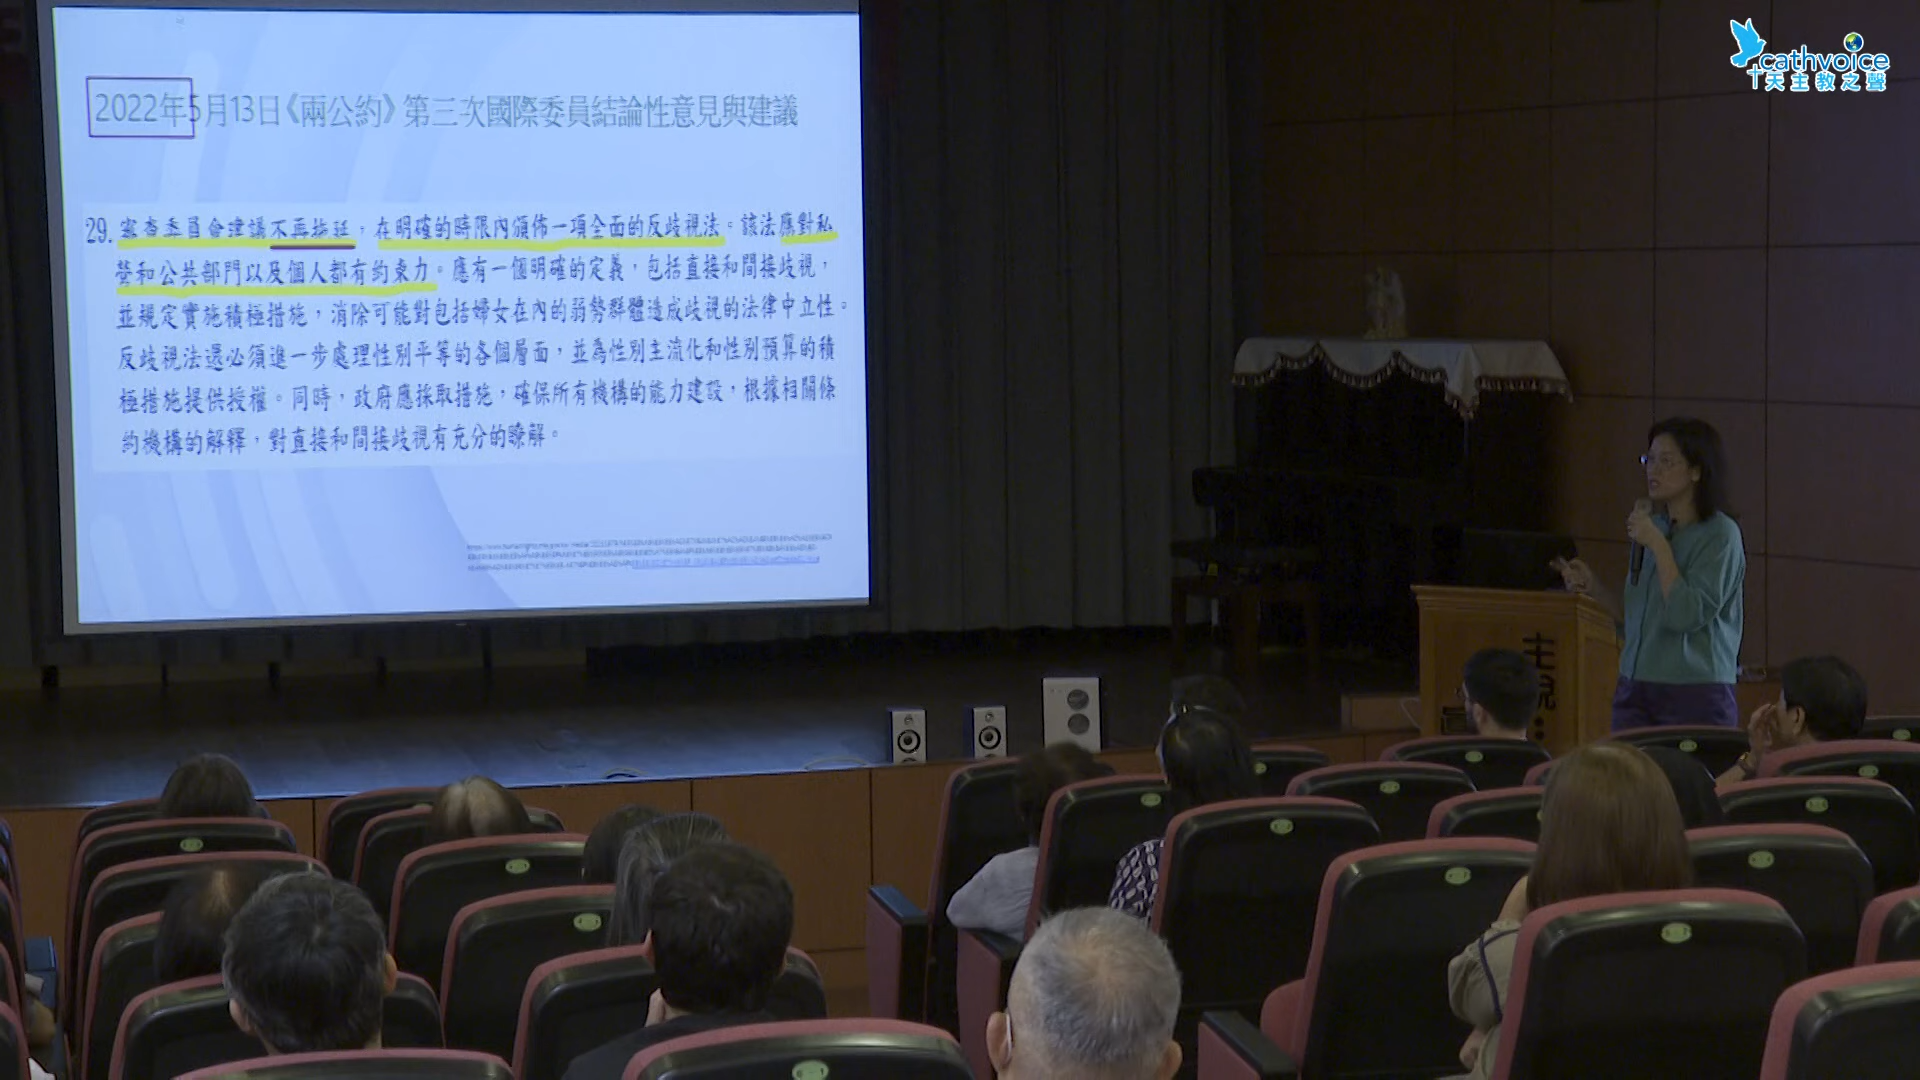 2022年5月13日《兩公約》第三次國際委員結論性意見與建議
29. 審查委員會建議不再拖延，在明確的時限內頒佈一項全面的反歧視法。該法應對私
營和公共部門以及個人都有約束力。應有一個明確的定義，包括直接和間接歧視，
並規定實施積極措施，消除可能對包括婦女在內的弱勢群體造成歧視的法律中立性。
反歧視法還必須進一步處理性別平等的各個層面，並為性別主流化和性別預算的積
極措施提供授權。同時，政府應採取措施，確保所有機構的能力建設，根據相關條
約機構的解釋，對直接和間接歧視有充分的瞭解。
cathvoice
天主教之聲
主說：